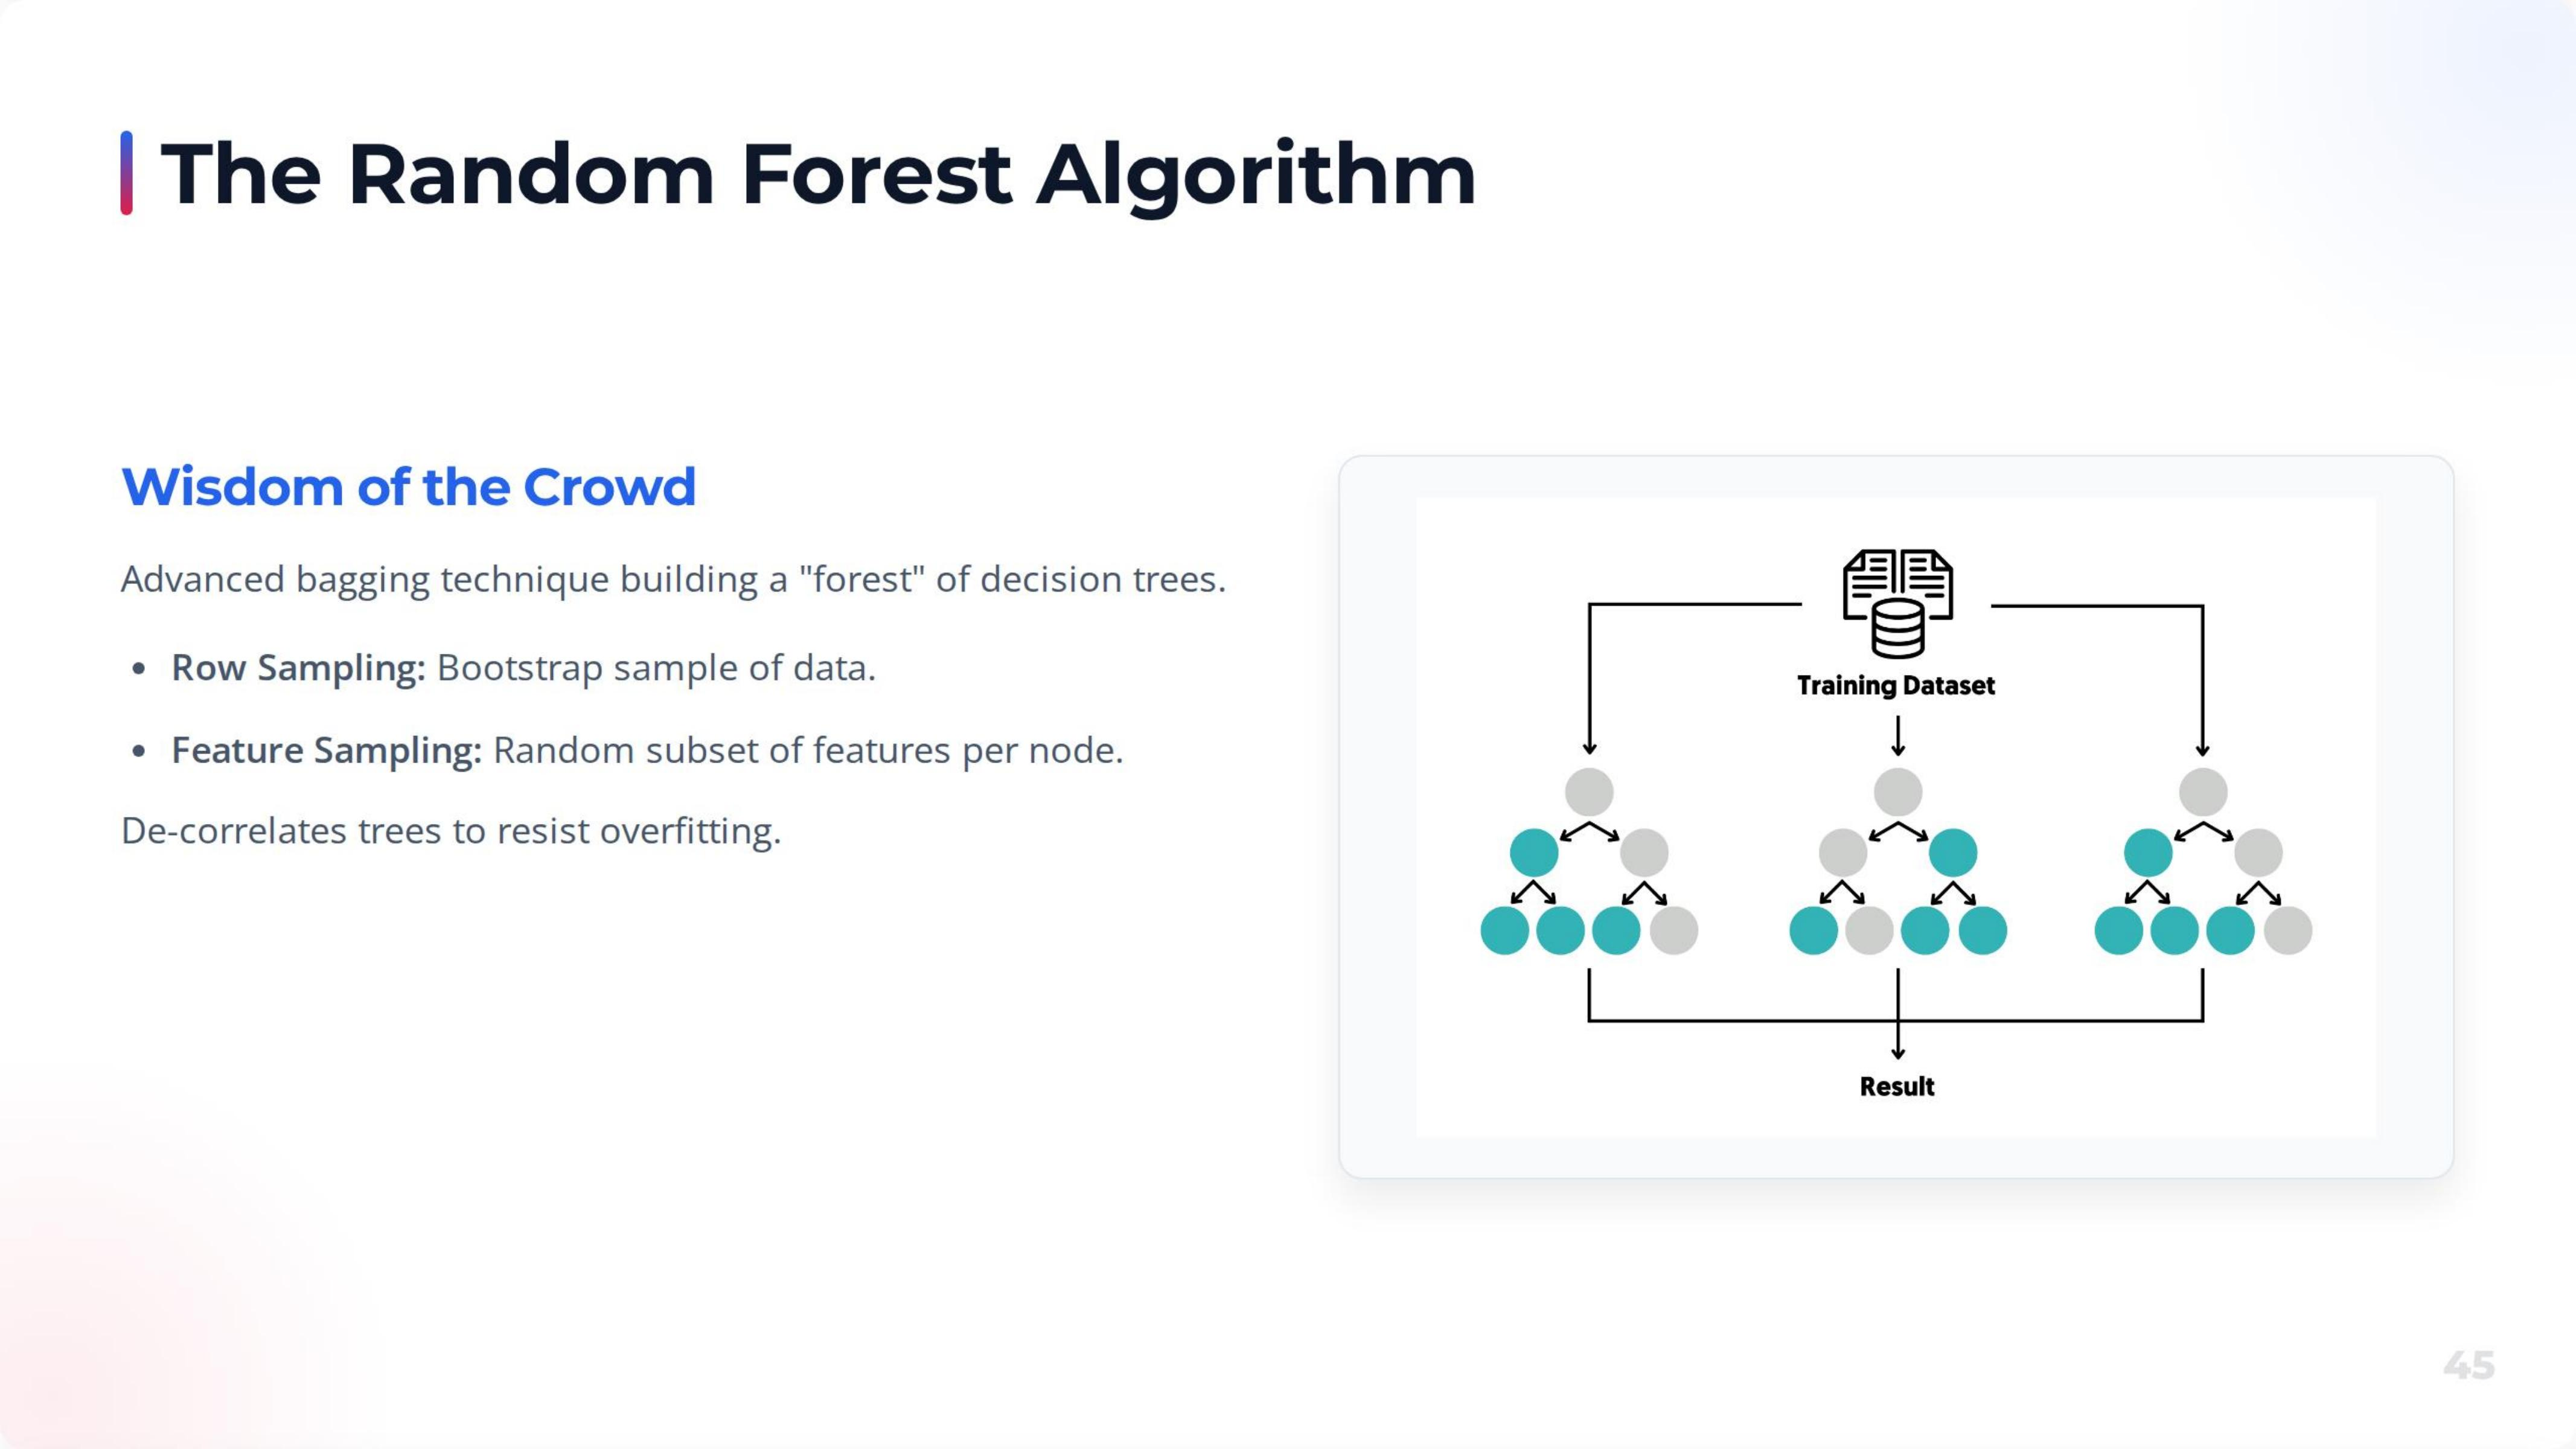 The Random Forest Algorithm
Wisdom of the Crowd
Advanced bagging technique building a "forest" of decision trees.
• Row Sampling: Bootstrap sample of data.
• Feature Sampling: Random subset of features per node.
De-correlates trees to resist overfitting.
Training Dataset
Result
45